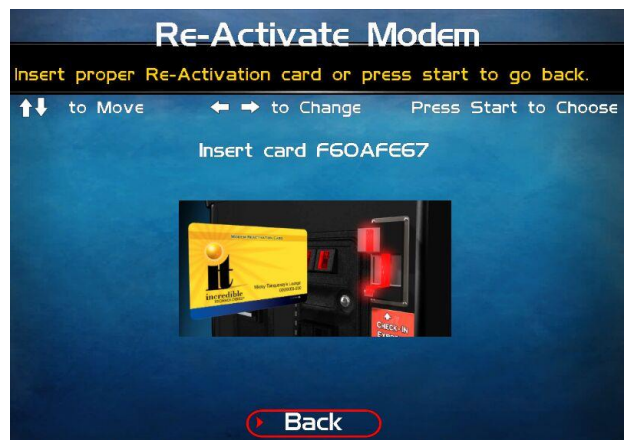 Re-Activate Modem
Insert proper Re-Activation card or press start to go back.
to Move to Change Press Start to Choose
Insert card F60AFE67
it
incredible
CHECK-IN
Back